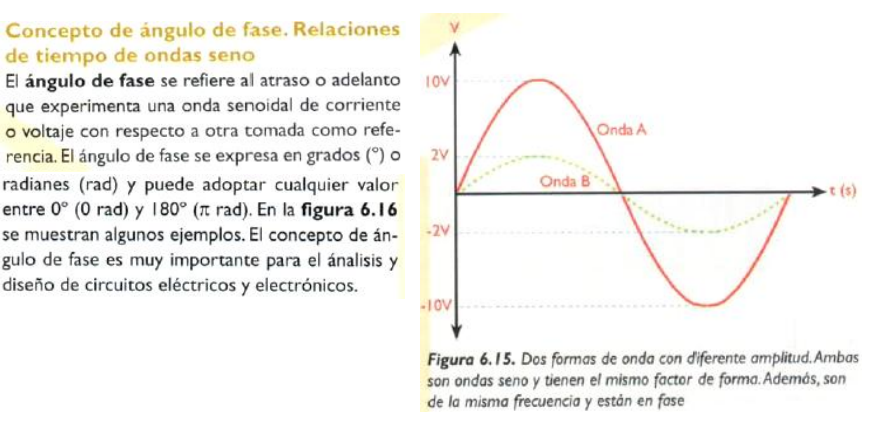 Concepto de ángulo de fase. Relaciones
de tiempo de ondas seno
El ángulo de fase se refiere al atraso o adelanto
que experimenta una onda senoidal de corriente
o voltaje con respecto a otra tomada como refe-
rencia. El ángulo de fase se expresa en grados (°) o
radianes (rad) y puede adoptar cualquier valor
entre 0° (0 rad) y 180° (π rad). En la figura 6.16
se muestran algunos ejemplos. El concepto de án-
gulo de fase es muy importante para el ánalisis y
diseño de circuitos eléctricos y electrónicos.
V
10V
Onda A
2V
Onda B
t (s)
-2V
-10V
Figura 6.15. Dos formas de onda con diferente amplitud. Ambas
son ondas seno y tienen el mismo factor de forma. Además, son
de la misma frecuencia y están en fase